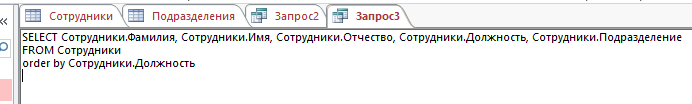 Сотрудники Подразделения Запрос2 Запрос3
SELECT Сотрудники.Фамилия, Сотрудники.Имя, Сотрудники.Отчество, Сотрудники.Должность, Сотрудники.Подразделение
FROM Сотрудники
order by Сотрудники.Должность